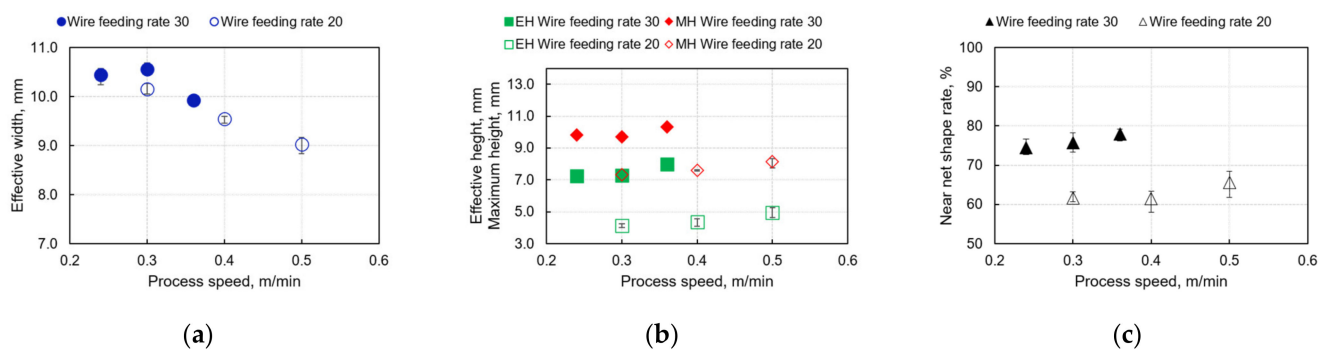 Wire feeding rate 30 Wire feeding rate 20
11.0
10.0
9.0
8.0
7.0
0.2 0.3 0.4 0.5 0.6
Effective width, mm
Process speed, m/min
(a)
EH Wire feeding rate 30 MH Wire feeding rate 30
EH Wire feeding rate 20 MH Wire feeding rate 20
13.0
11.0
9.0
7.0
5.0
3.0
0.2 0.3 0.4 0.5 0.6
Effective heght, mm
Maximum height, mm
Process speed, m/min
(b)
Wire feeding rate 30 Wire feeding rate 20
100
90
80
70
60
50
0.2 0.3 0.4 0.5 0.6
Near net shape rate, %
Process speed, m/min
(c)